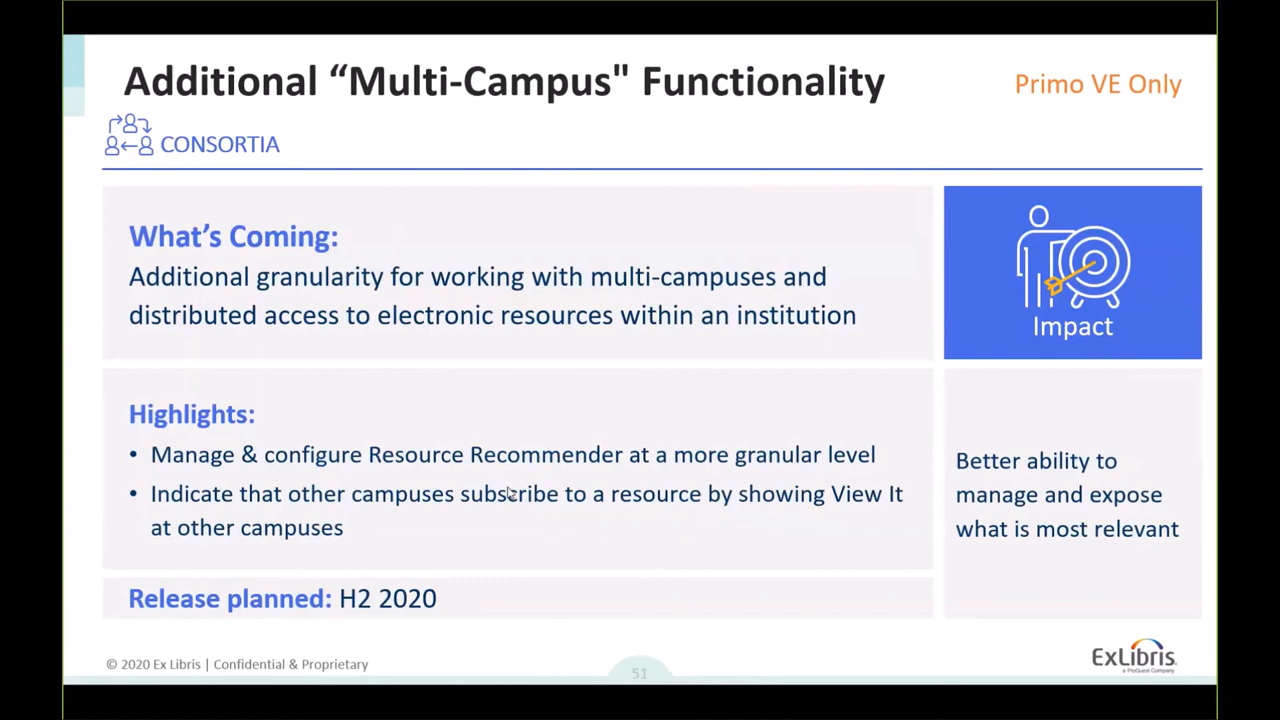 Additional “Multi-Campus" Functionality
Primo VE Only
CONSORTIA
What’s Coming:
Additional granularity for working with multi-campuses and
distributed access to electronic resources within an institution
Impact
Highlights:
• Manage & configure Resource Recommender at a more granular level
• Indicate that other campuses subscribe to a resource by showing View It
at other campuses
Better ability to
manage and expose
what is most relevant
Release planned: H2 2020
© 2020 Ex Libris | Confidential & Proprietary
51
ExLibris
a ProQuest Company